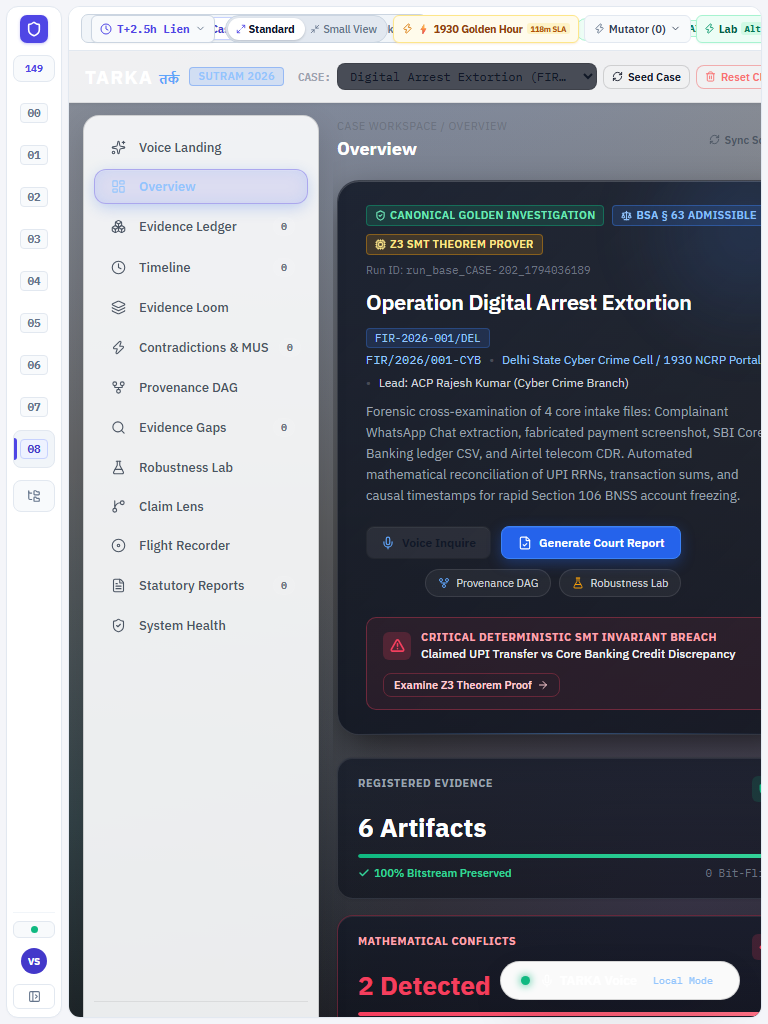 T+2.5h Lien
Standard
Small View
1930 Golden Hour
118m SLA
Mutator (0)
Lab
Alt
149
TARKA तर्क
SUTRAM 2026
CASE:
Digital Arrest Extortion (FIR…
Seed Case
Reset
00
01
02
03
04
05
06
07
08
VS
Voice Landing
Overview
Evidence Ledger 0
Timeline 0
Evidence Loom
Contradictions & MUS 0
Provenance DAG
Evidence Gaps 0
Robustness Lab
Claim Lens
Flight Recorder
Statutory Reports 0
System Health
CASE WORKSPACE / OVERVIEW
Overview
Sync
CANONICAL GOLDEN INVESTIGATION
BSA § 63 ADMISSIBLE
Z3 SMT THEOREM PROVER
Run ID: run_base_CASE-202_1794036189
Operation Digital Arrest Extortion
FIR-2026-001/DEL
FIR/2026/001-CYB • Delhi State Cyber Crime Cell / 1930 NCRP Portal
• Lead: ACP Rajesh Kumar (Cyber Crime Branch)
Forensic cross-examination of 4 core intake files: Complainant
WhatsApp Chat extraction, fabricated payment screenshot, SBI Core
Banking ledger CSV, and Airtel telecom CDR. Automated
mathematical reconciliation of UPI RRNs, transaction sums, and
causal timestamps for rapid Section 106 BNSS account freezing.
Voice Inquire
Generate Court Report
Provenance DAG
Robustness Lab
CRITICAL DETERMINISTIC SMT INVARIANT BREACH
Claimed UPI Transfer vs Core Banking Credit Discrepancy
Examine Z3 Theorem Proof →
REGISTERED EVIDENCE
6 Artifacts
100% Bitstream Preserved
0 Bit-Fl
MATHEMATICAL CONFLICTS
2 Detected
TARKA Voice
Local Mode